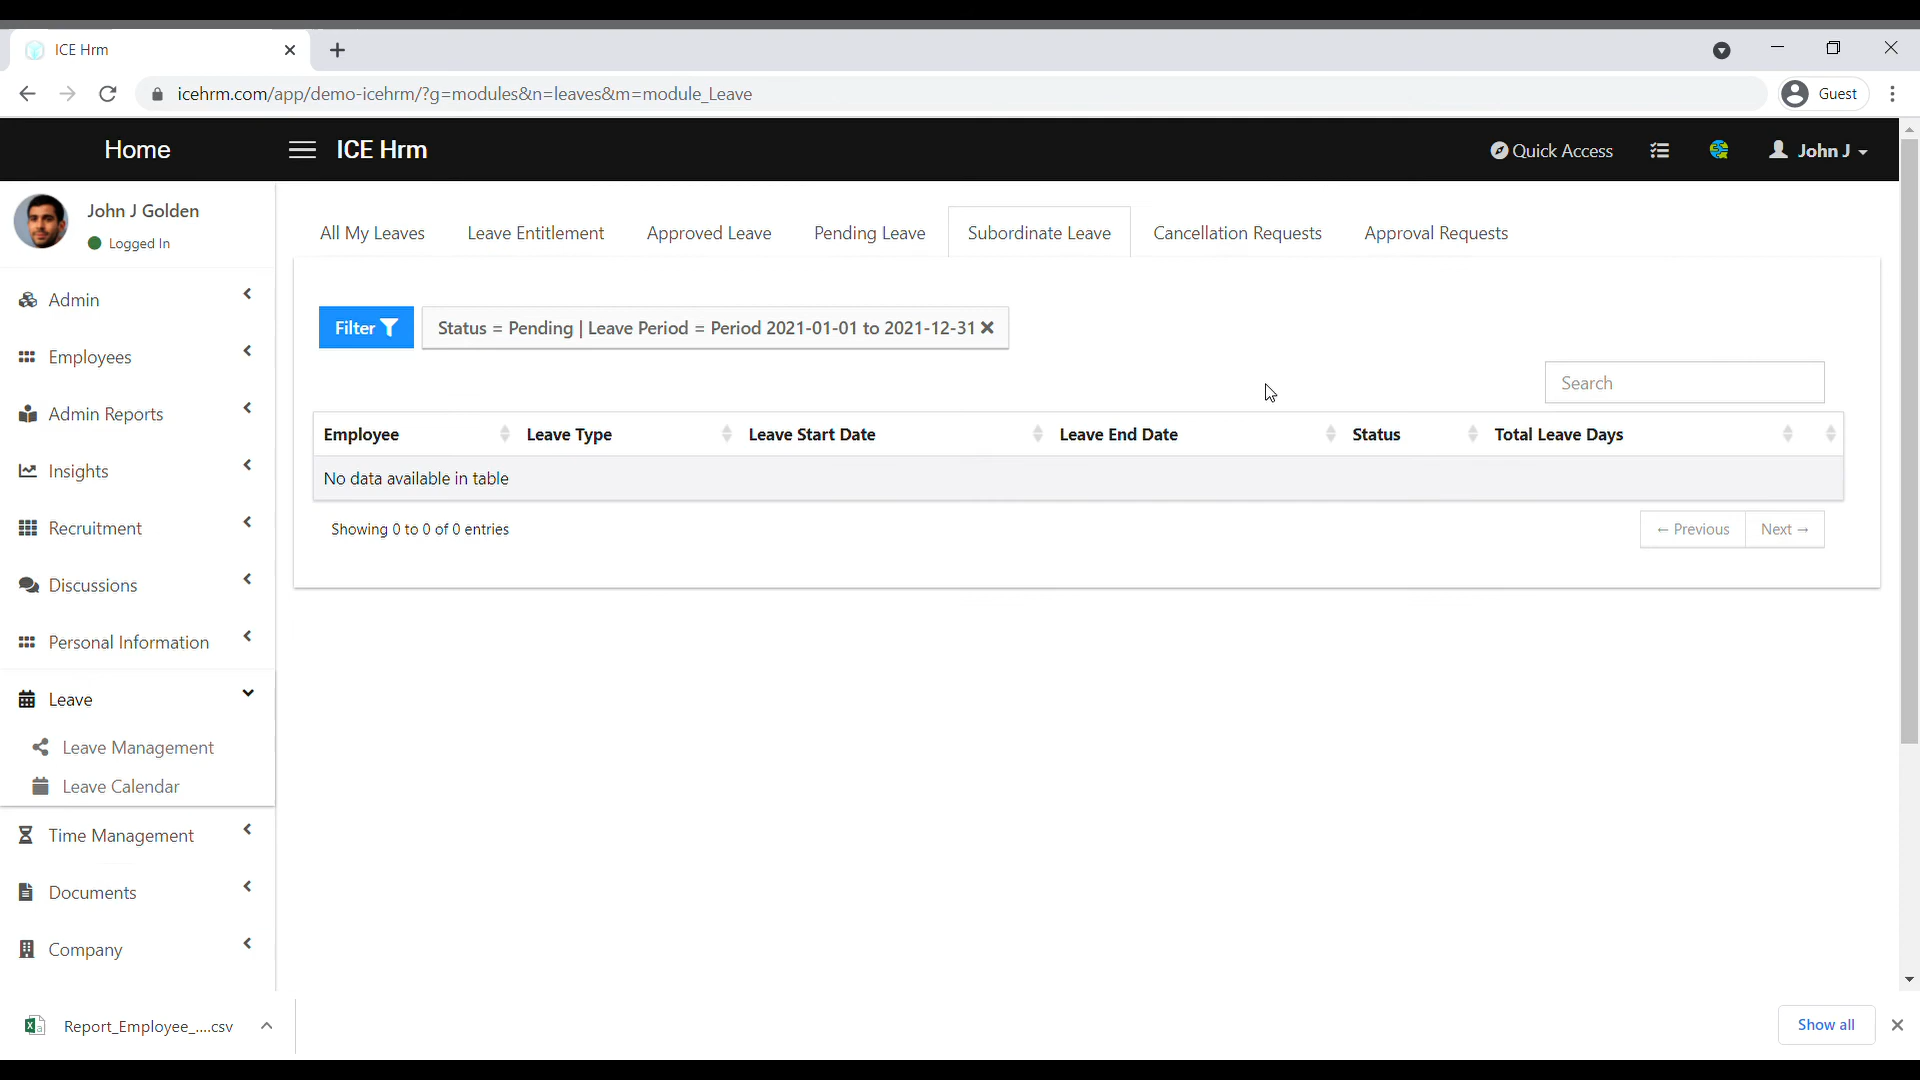 ICE Hrm
icehrm.com/app/demo-icehrm/?g=modules&n=leaves&m=module_Leave
Guest
Home
ICE Hrm
Quick Access
John J
John J Golden
Logged In
Admin
Employees
Admin Reports
Insights
Recruitment
Discussions
Personal Information
Leave
Leave Management
Leave Calendar
Time Management
Documents
Company
All My Leaves Leave Entitlement Approved Leave Pending Leave Subordinate Leave Cancellation Requests Approval Requests
Filter Status = Pending | Leave Period = Period 2021-01-01 to 2021-12-31
Search
Employee Leave Type Leave Start Date Leave End Date Status Total Leave Days
No data available in table
Showing 0 to 0 of 0 entries
← Previous Next →
Report_Employee_....csv
Show all